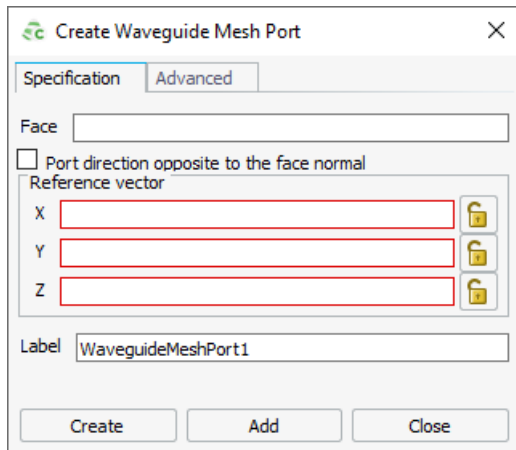 Create Waveguide Mesh Port
Specification Advanced
Face
Port direction opposite to the face normal
Reference vector
X
Y
Z
Label WaveguideMeshPort1
Create Add Close